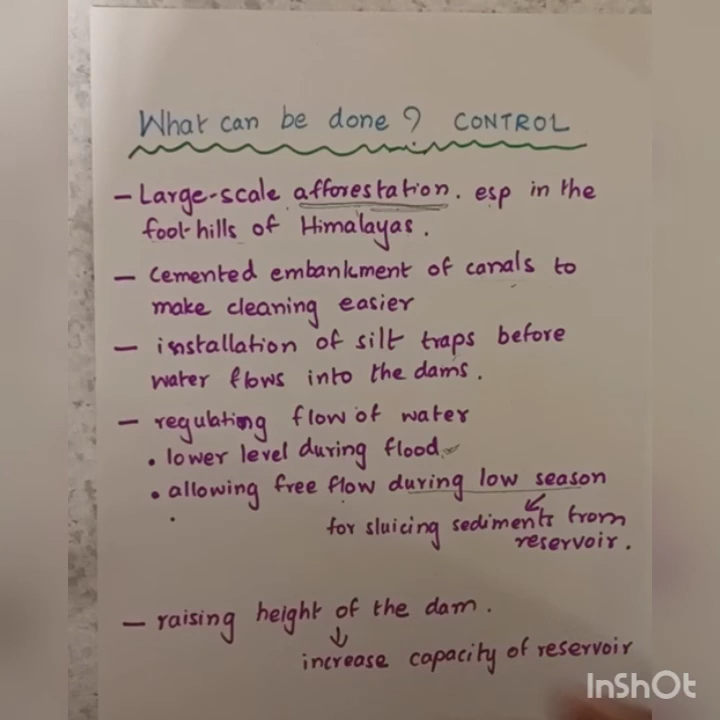 What can be done? CONTROL
- Large-scale afforestation. esp in the
foot-hills of Himalayas.
- cemented embankment of canals to
make cleaning easier
- installation of silt traps before
water flows into the dams.
- regulating flow of water
• lower level during flood
• allowing free flow during low season
for sluicing sediments from
reservoir.
- raising height of the dam.
increase capacity of reservoir
InShOt